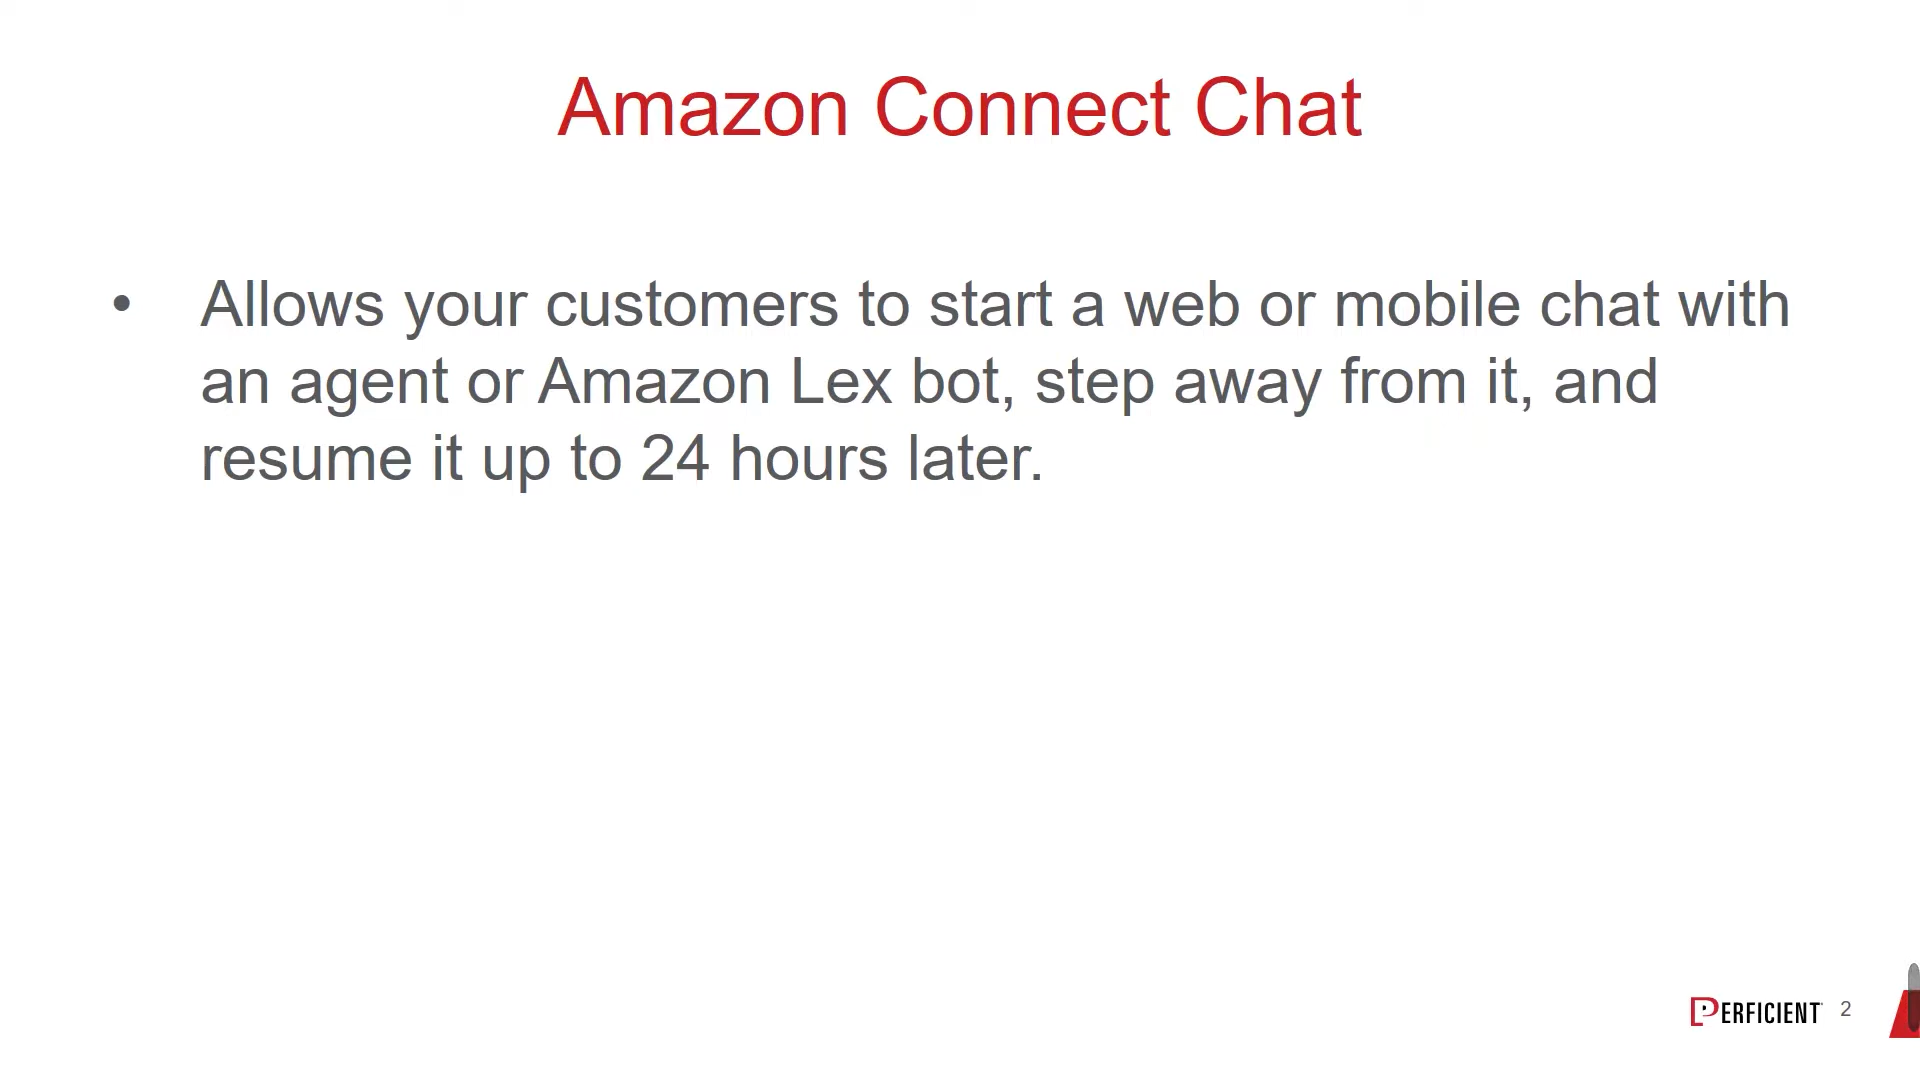 Amazon Connect Chat
• Allows your customers to start a web or mobile chat with
an agent or Amazon Lex bot, step away from it, and
resume it up to 24 hours later.
PERFICIENT 2